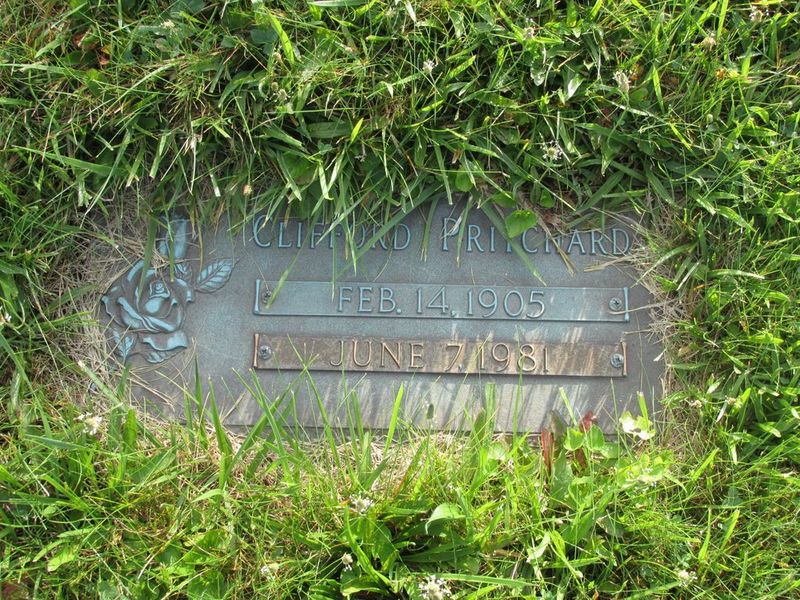 CLIFFORD PRITCHARD
FEB. 14, 1905
JUNE 7, 1981